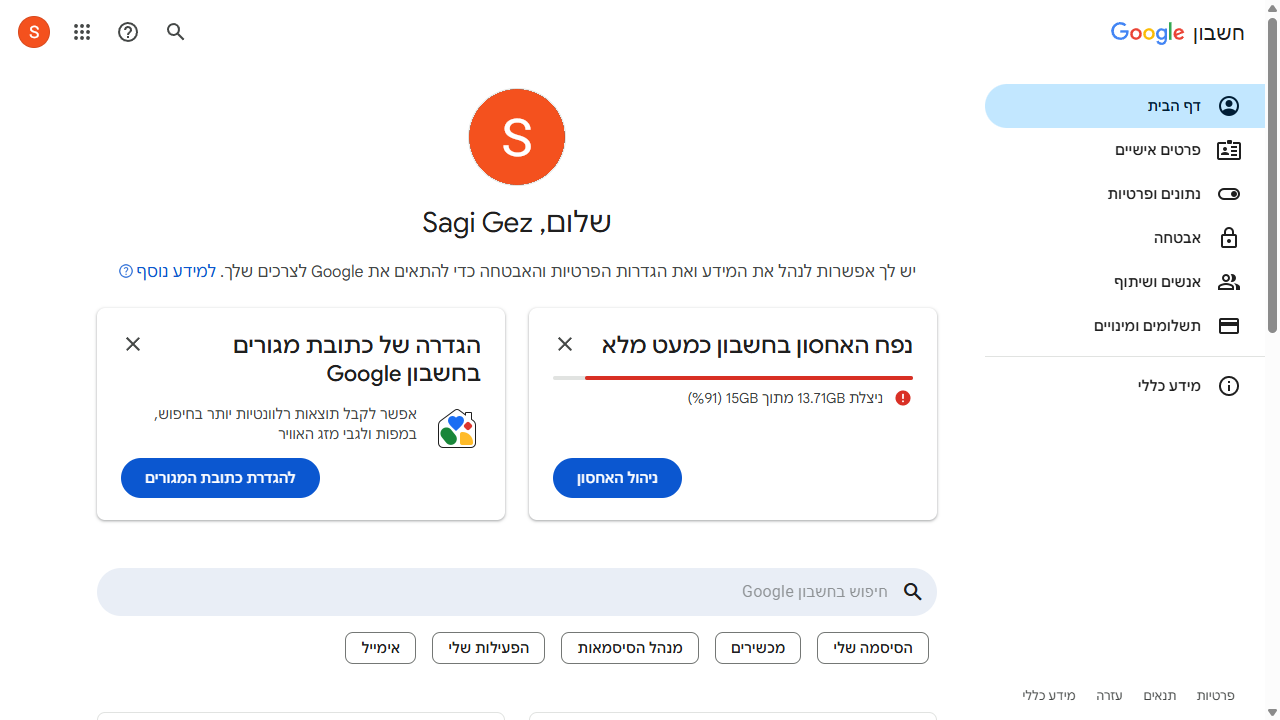 חשבון Google
S
דף הבית
פרטים אישיים
נתונים ופרטיות
אבטחה
אנשים ושיתוף
תשלומים ומינויים
מידע כללי
S
שלום, Sagi Gez
יש לך אפשרות לנהל את המידע ואת הגדרות הפרטיות והאבטחה כדי להתאים את Google לצרכים שלך. למידע נוסף
נפח האחסון בחשבון כמעט מלא
ניצלת 13.71GB מתוך 15GB (91%)
ניהול האחסון
הגדרה של כתובת מגורים
בחשבון Google
אפשר לקבל תוצאות רלוונטיות יותר בחיפוש,
במפות ולגבי מזג האוויר
להגדרת כתובת המגורים
חיפוש בחשבון Google
הסיסמה שלי
מכשירים
מנהל הסיסמאות
הפעילות שלי
אימייל
פרטיות תנאים עזרה מידע כללי